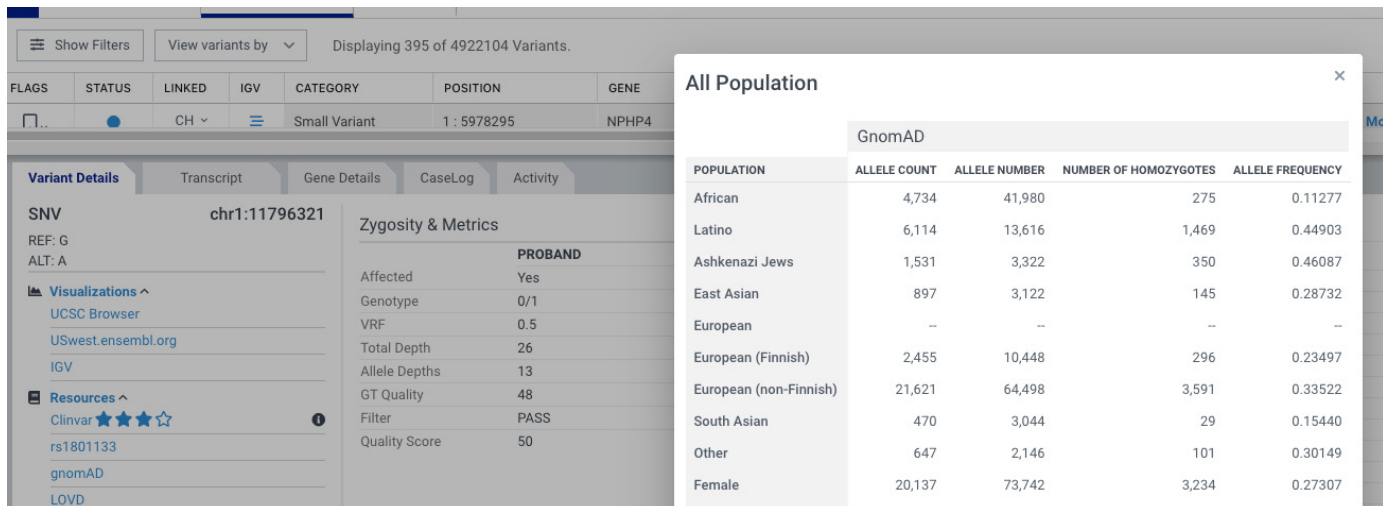 Show Filters View variants by Displaying 395 of 4922104 Variants.
FLAGS STATUS LINKED IGV CATEGORY POSITION GENE
CH Small Variant 1 : 5978295 NPHP4
Variant Details Transcript Gene Details CaseLog Activity
SNV chr1:11796321
REF: G
ALT: A
Visualizations
UCSC Browser
USwest.ensembl.org
IGV
Resources
Clinvar
rs1801133
gnomAD
LOVD
Zygosity & Metrics
PROBAND
Affected Yes
Genotype 0/1
VRF 0.5
Total Depth 26
Allele Depths 13
GT Quality 48
Filter PASS
Quality Score 50
All Population
GnomAD
POPULATION ALLELE COUNT ALLELE NUMBER NUMBER OF HOMOZYGOTES ALLELE FREQUENCY
African 4,734 41,980 275 0.11277
Latino 6,114 13,616 1,469 0.44903
Ashkenazi Jews 1,531 3,322 350 0.46087
East Asian 897 3,122 145 0.28732
European -- -- -- --
European (Finnish) 2,455 10,448 296 0.23497
European (non-Finnish) 21,621 64,498 3,591 0.33522
South Asian 470 3,044 29 0.15440
Other 647 2,146 101 0.30149
Female 20,137 73,742 3,234 0.27307